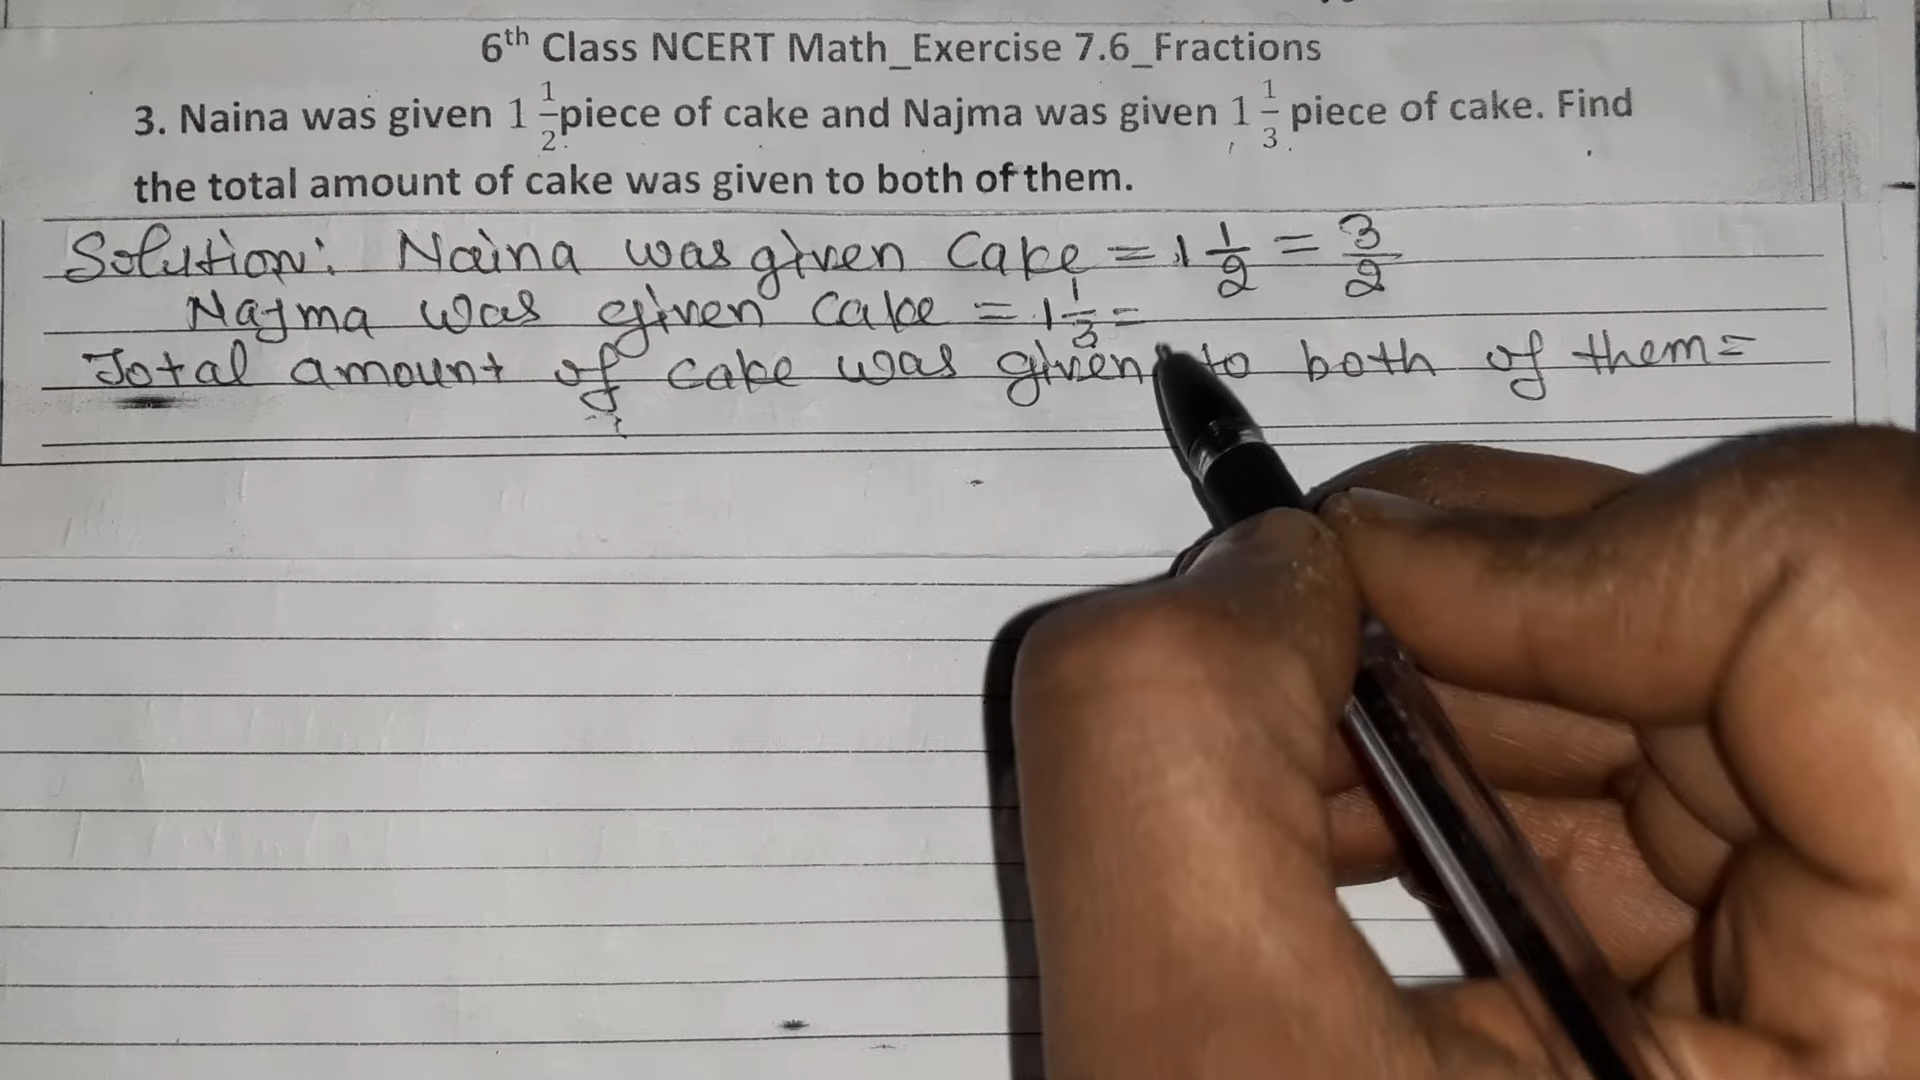 6th Class NCERT Math_Exercise 7.6_Fractions
3. Naina was given 1 1/2 piece of cake and Najma was given 1 1/3 piece of cake. Find
the total amount of cake was given to both of them.
Solution: Naina was given Cake = 1 1/2 = 3/2
Najma was given cake = 1 1/3 =
Total amount of cake was given to both of them =